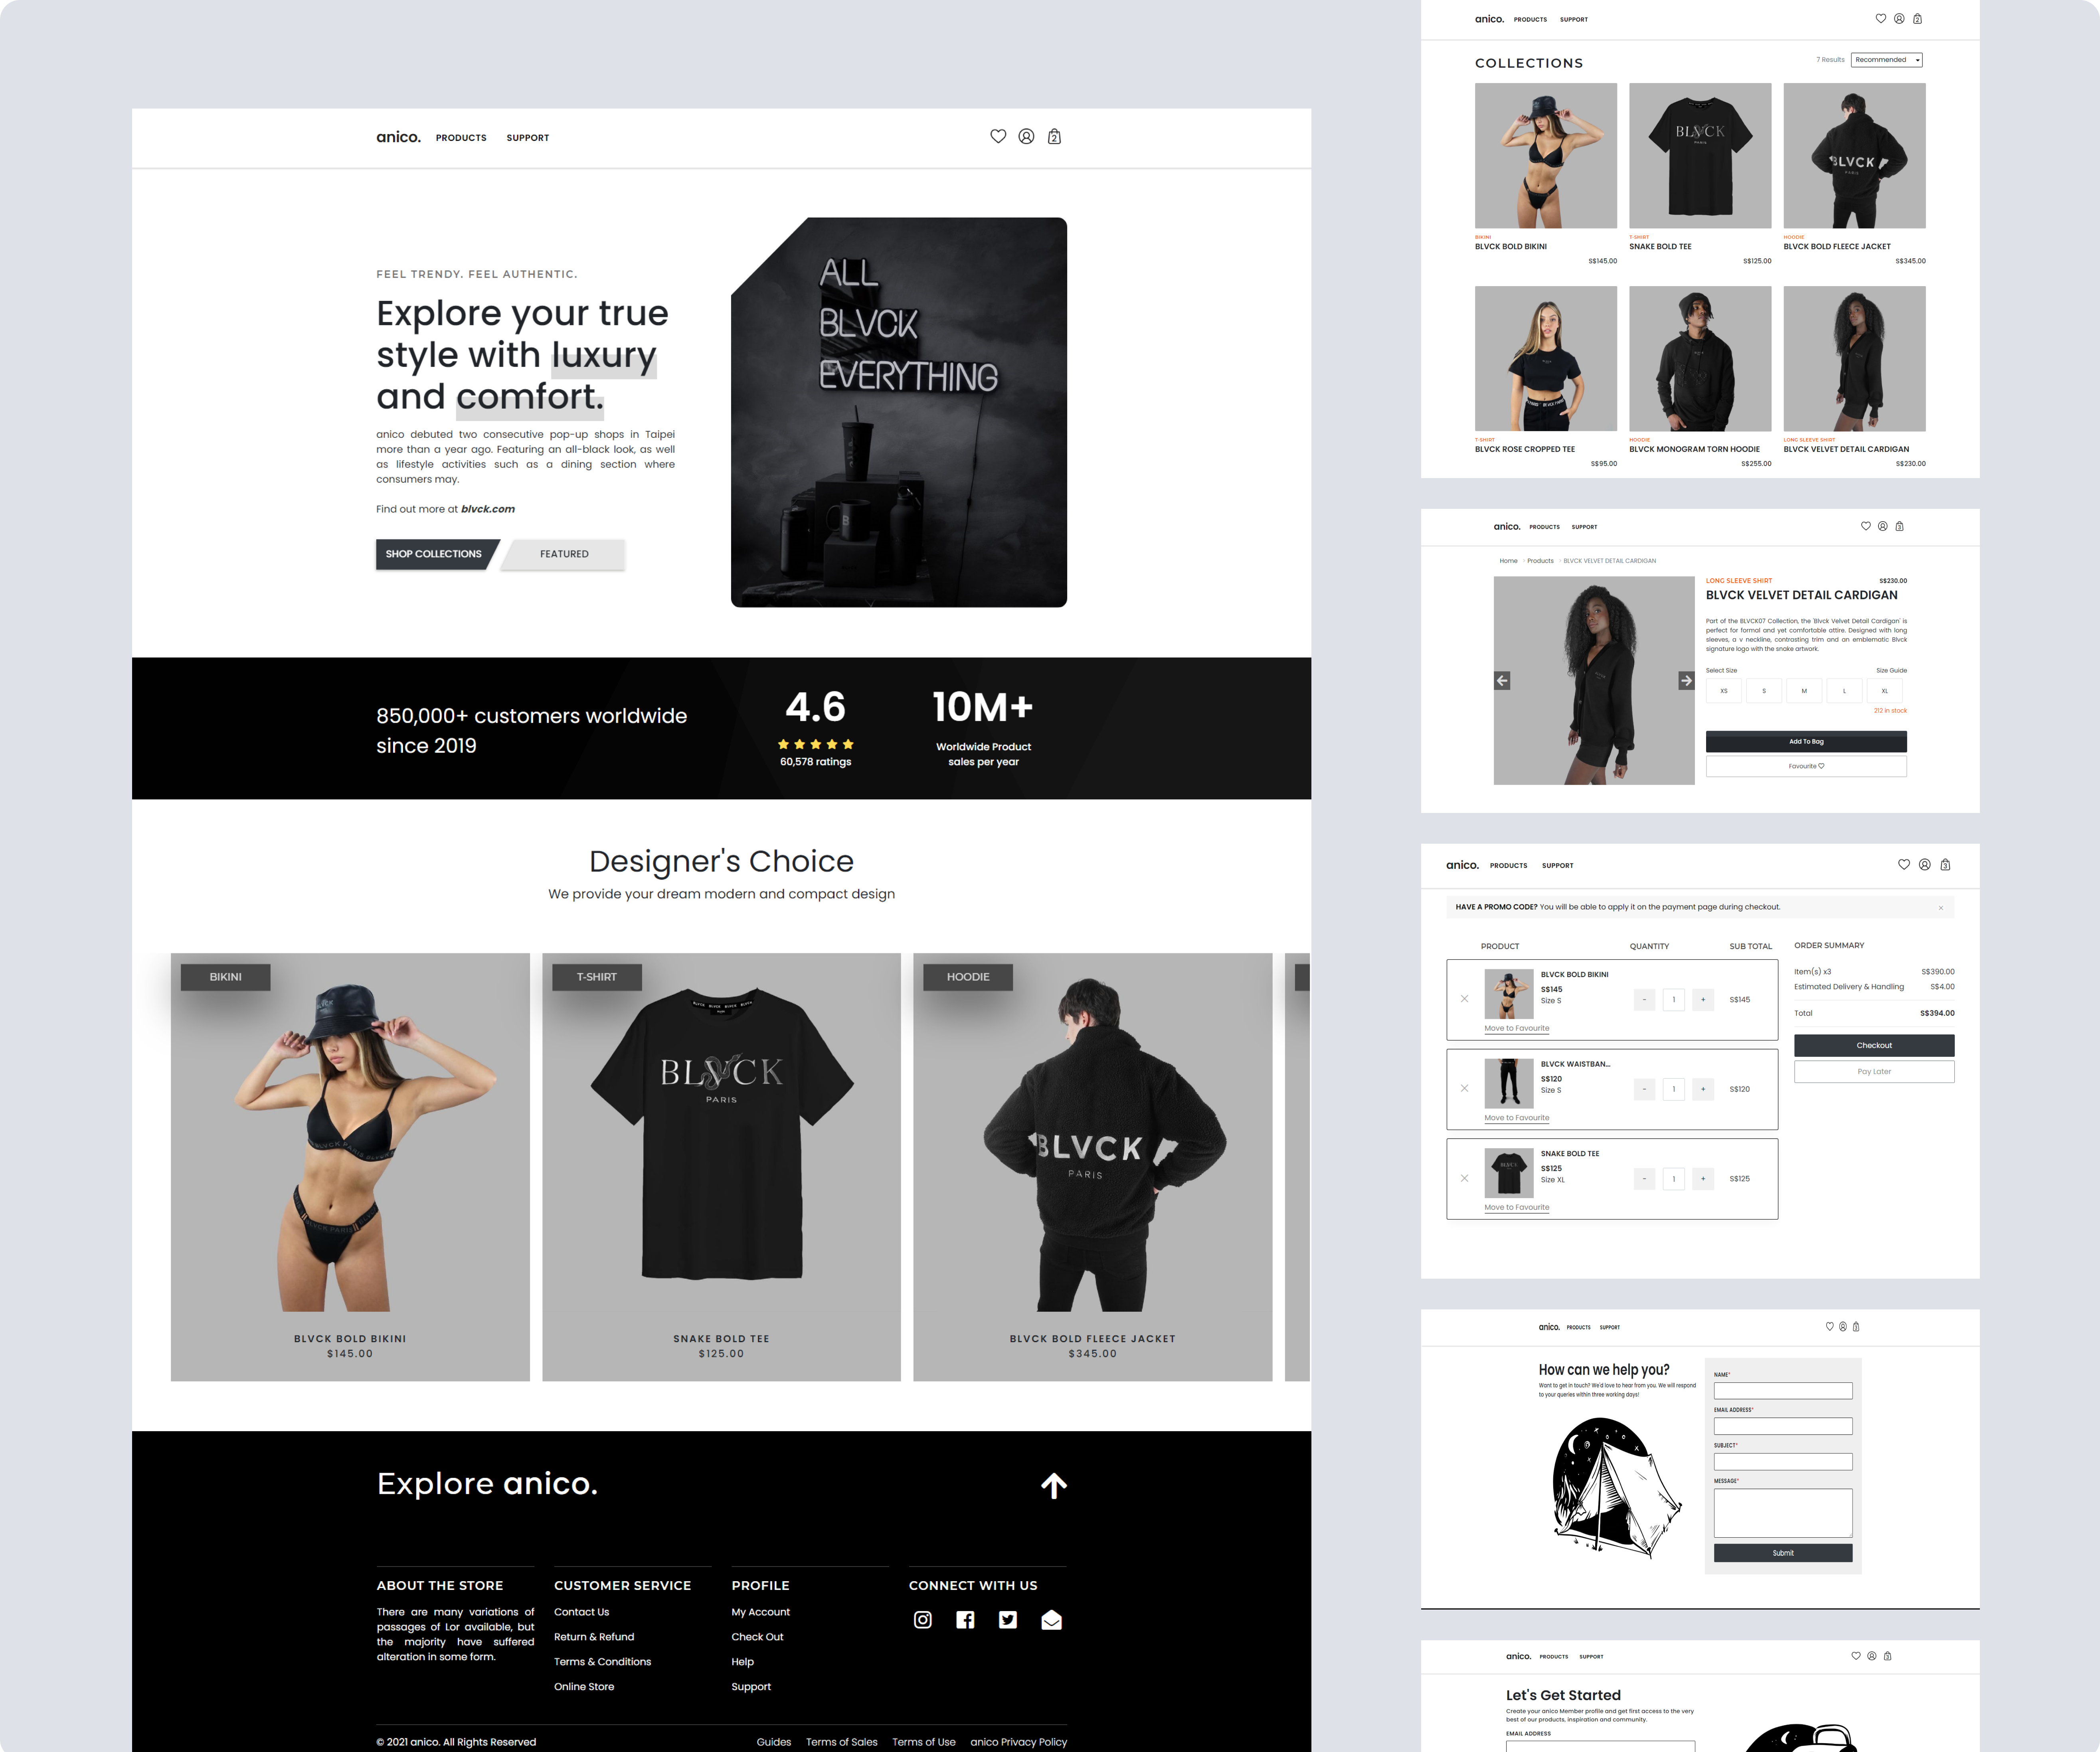 anico. PRODUCTS SUPPORT
2
FEEL TRENDY. FEEL AUTHENTIC.
Explore your true
style with luxury
and comfort.
anico debuted two consecutive pop-up shops in Taipei
more than a year ago. Featuring an all-black look, as well
as lifestyle activities such as a dining section where
consumers may.
Find out more at blvck.com
SHOP COLLECTIONS FEATURED
ALL
BLVCK
EVERYTHING
B
850,000+ customers worldwide
since 2019
4.6
60,578 ratings
10M+
Worldwide Product
sales per year
Designer's Choice
We provide your dream modern and compact design
BIKINI
BLVCK BOLD BIKINI
$145.00
T-SHIRT
BLVCK
PARIS
SNAKE BOLD TEE
$125.00
HOODIE
BLVCK
PARIS
BLVCK BOLD FLEECE JACKET
$345.00
Explore anico.
ABOUT THE STORE
There are many variations of
passages of Lor available, but
the majority have suffered
alteration in some form.
CUSTOMER SERVICE
Contact Us
Return & Refund
Terms & Conditions
Online Store
PROFILE
My Account
Check Out
Help
Support
CONNECT WITH US
© 2021 anico. All Rights Reserved
Guides Terms of Sales Terms of Use anico Privacy Policy
anico. PRODUCTS SUPPORT
COLLECTIONS
7 Results Recommended
BIKINI
BLVCK BOLD BIKINI
S$145.00
BLVCK
PARIS
T-SHIRT
SNAKE BOLD TEE
S$125.00
BLVCK
PARIS
HOODIE
BLVCK BOLD FLEECE JACKET
S$345.00
T-SHIRT
BLVCK ROSE CROPPED TEE
S$95.00
HOODIE
BLVCK MONOGRAM TORN HOODIE
S$255.00
LONG SLEEVE SHIRT
BLVCK VELVET DETAIL CARDIGAN
S$230.00
anico. PRODUCTS SUPPORT
Home > Products > BLVCK VELVET DETAIL CARDIGAN
LONG SLEEVE SHIRT S$230.00
BLVCK VELVET DETAIL CARDIGAN
Part of the BLVCK07 Collection, the 'Blvck Velvet Detail Cardigan' is
perfect for formal and yet comfortable attire. Designed with long
sleeves, a v neckline, contrasting trim and an emblematic Blvck
signature logo with the snake artwork.
Select Size Size Guide
XS S M L XL
212 in stock
Add To Bag
Favourite
anico. PRODUCTS SUPPORT
3
HAVE A PROMO CODE? You will be able to apply it on the payment page during checkout.
PRODUCT QUANTITY SUB TOTAL
BLVCK BOLD BIKINI
S$145
Size S
- 1 + S$145
Move to Favourite
BLVCK WAISTBAN...
S$120
Size S
- 1 + S$120
Move to Favourite
SNAKE BOLD TEE
S$125
Size XL
- 1 + S$125
Move to Favourite
ORDER SUMMARY
Item(s) x3 S$390.00
Estimated Delivery & Handling S$4.00
Total S$394.00
Checkout
Pay Later
anico. PRODUCTS SUPPORT
How can we help you?
Want to get in touch? We'd love to hear from you. We will respond
to your queries within three working days!
NAME*
EMAIL ADDRESS*
SUBJECT*
MESSAGE*
Submit
anico. PRODUCTS SUPPORT
Let's Get Started
Create your anico Member profile and get first access to the very
best of our products, inspiration and community.
EMAIL ADDRESS